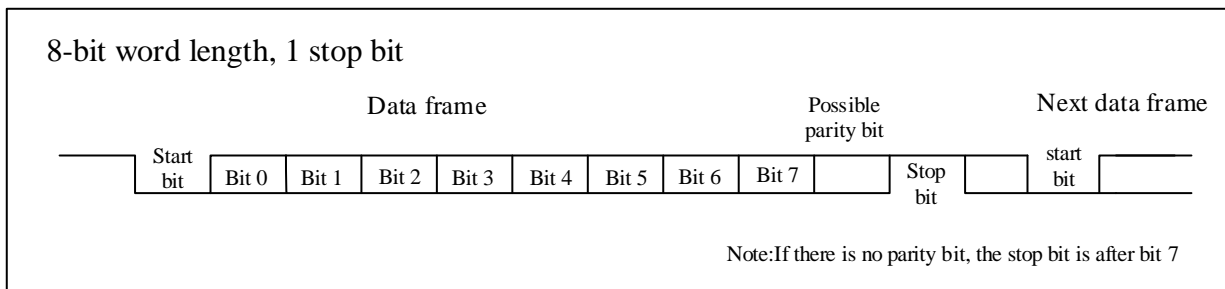 8-bit word length, 1 stop bit
Data frame
Possible
parity bit
Next data frame
Start
bit
Bit 0
Bit 1
Bit 2
Bit 3
Bit 4
Bit 5
Bit 6
Bit 7
Stop
bit
start
bit
Note:If there is no parity bit, the stop bit is after bit 7